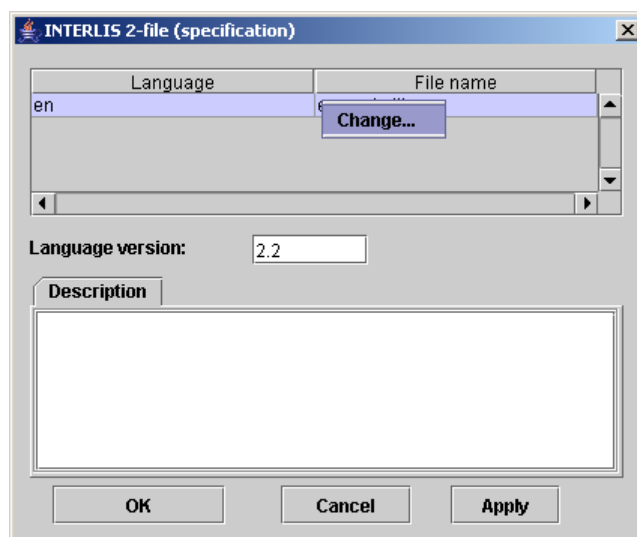 INTERLIS 2-file (specification)
Language File name
en
Change...
Language version: 2.2
Description
OK Cancel Apply